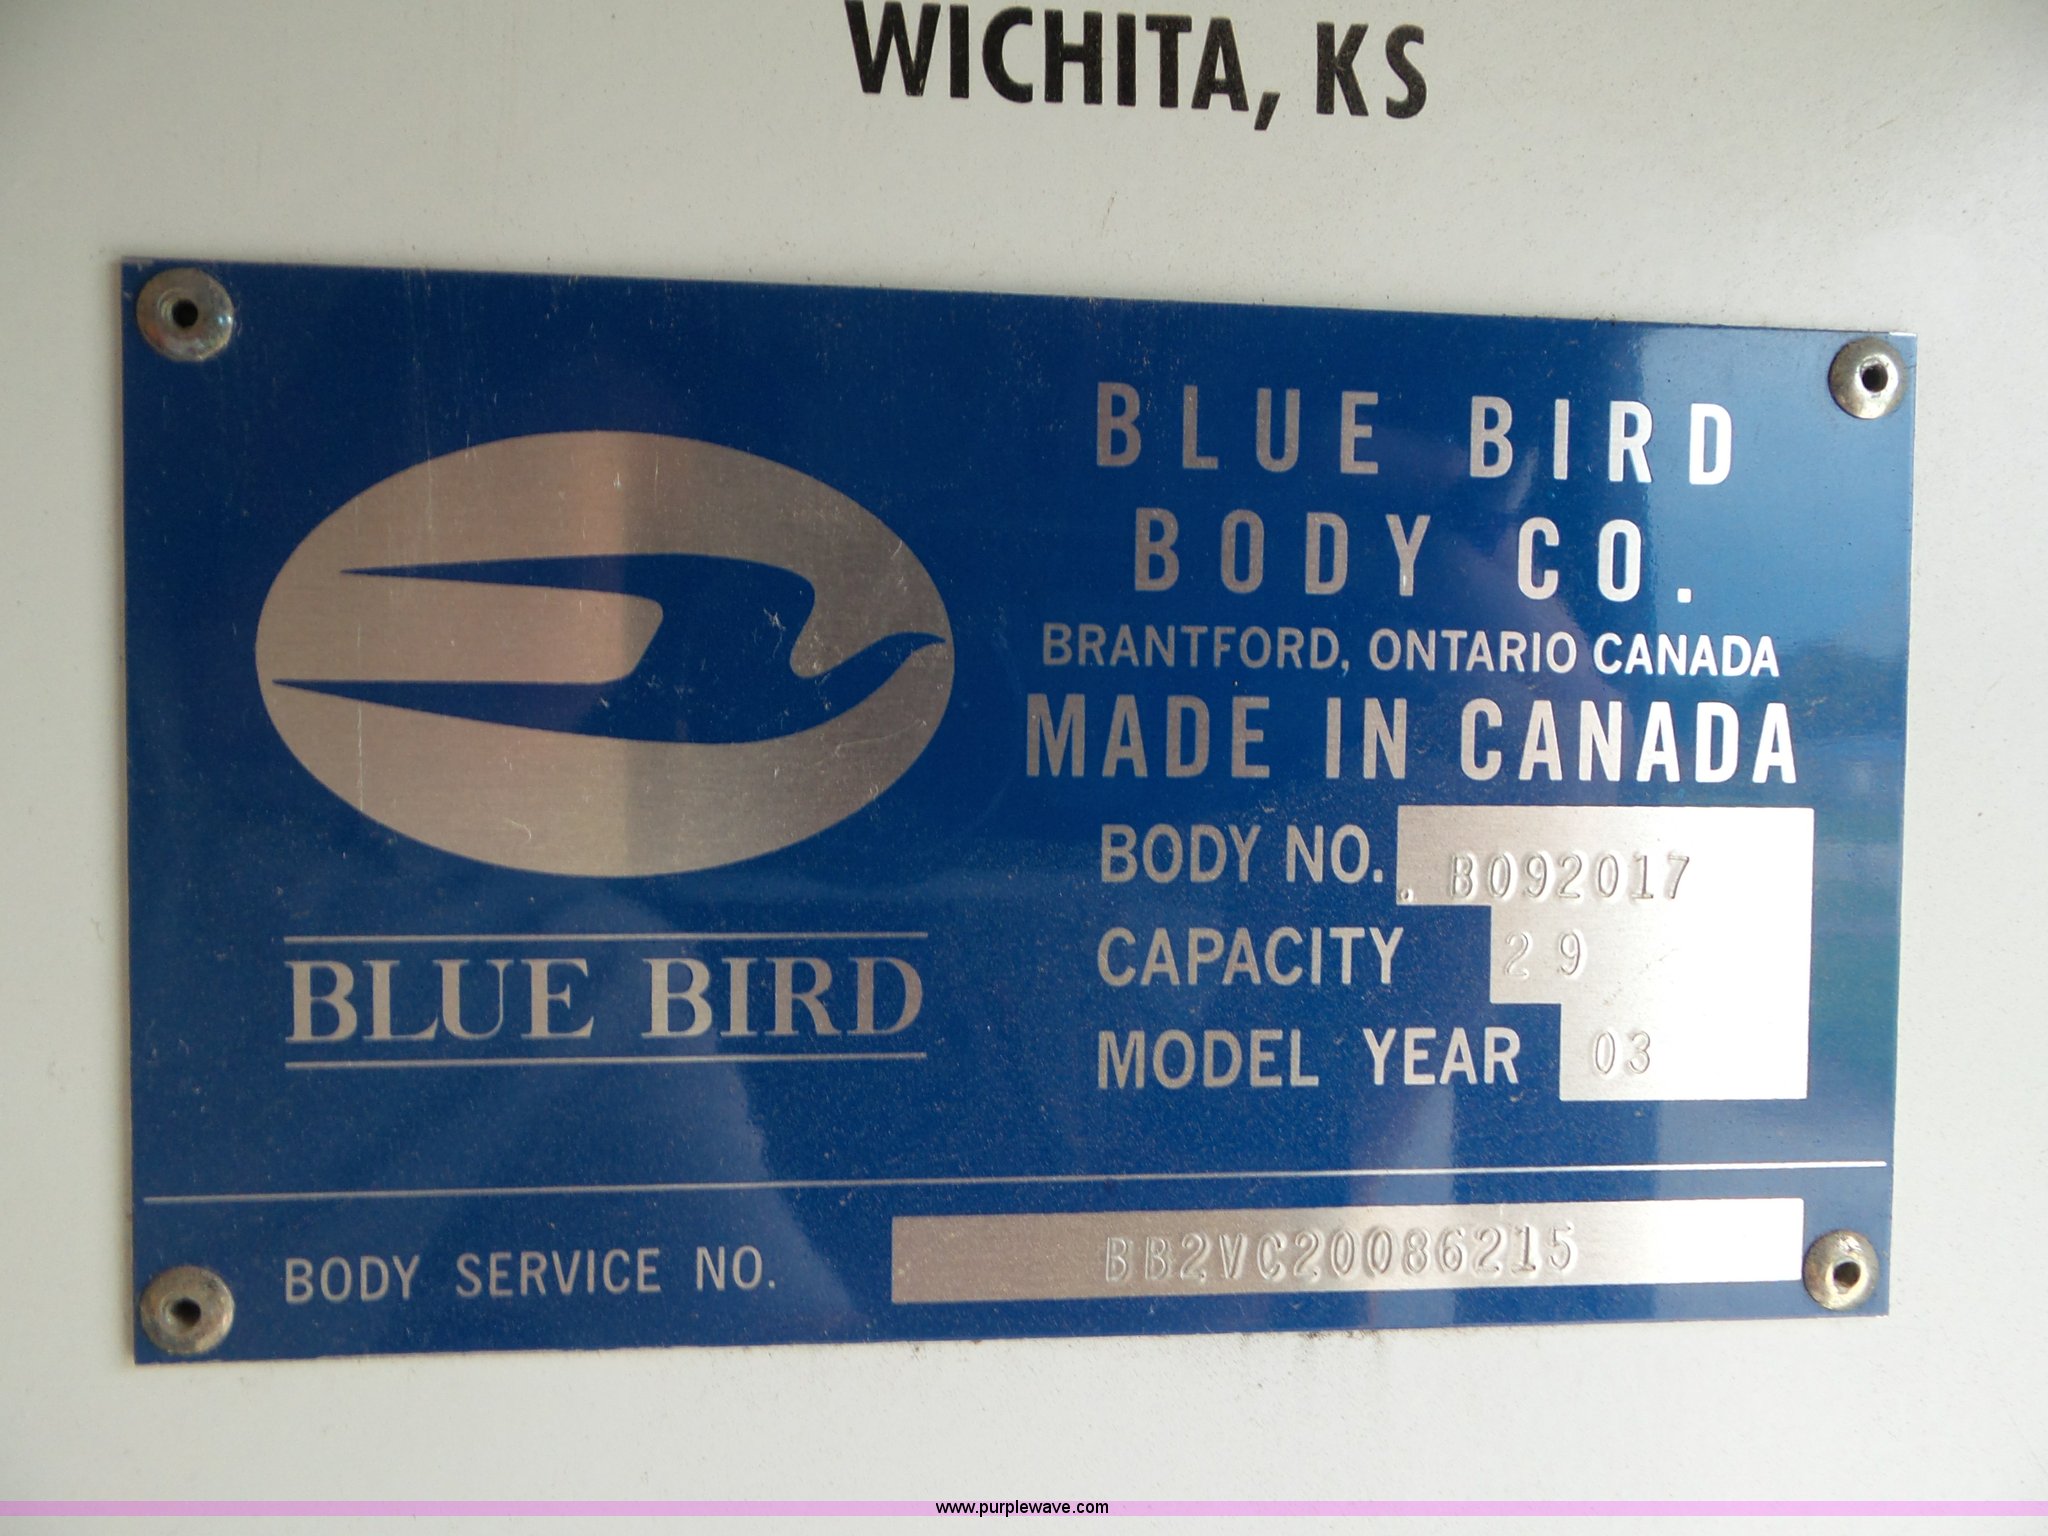 WICHITA, KS
BLUE BIRD
BODY CO.
BRANTFORD, ONTARIO CANADA
MADE IN CANADA
BODY NO. B092017
CAPACITY 29
MODEL YEAR 03
BLUE BIRD
BODY SERVICE NO. BB2VC20086215
www.purplewave.com